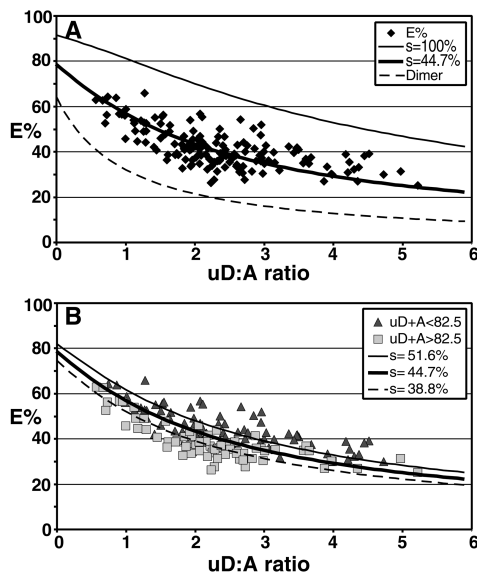 A
E%
s=100%
s=44.7%
Dimer
100
80
60
40
20
0
E%
0 1 2 3 4 5 6
uD:A ratio
B
uD+A<82.5
uD+A>82.5
s= 51.6%
s= 44.7%
s= 38.8%
100
80
60
40
20
0
E%
0 1 2 3 4 5 6
uD:A ratio